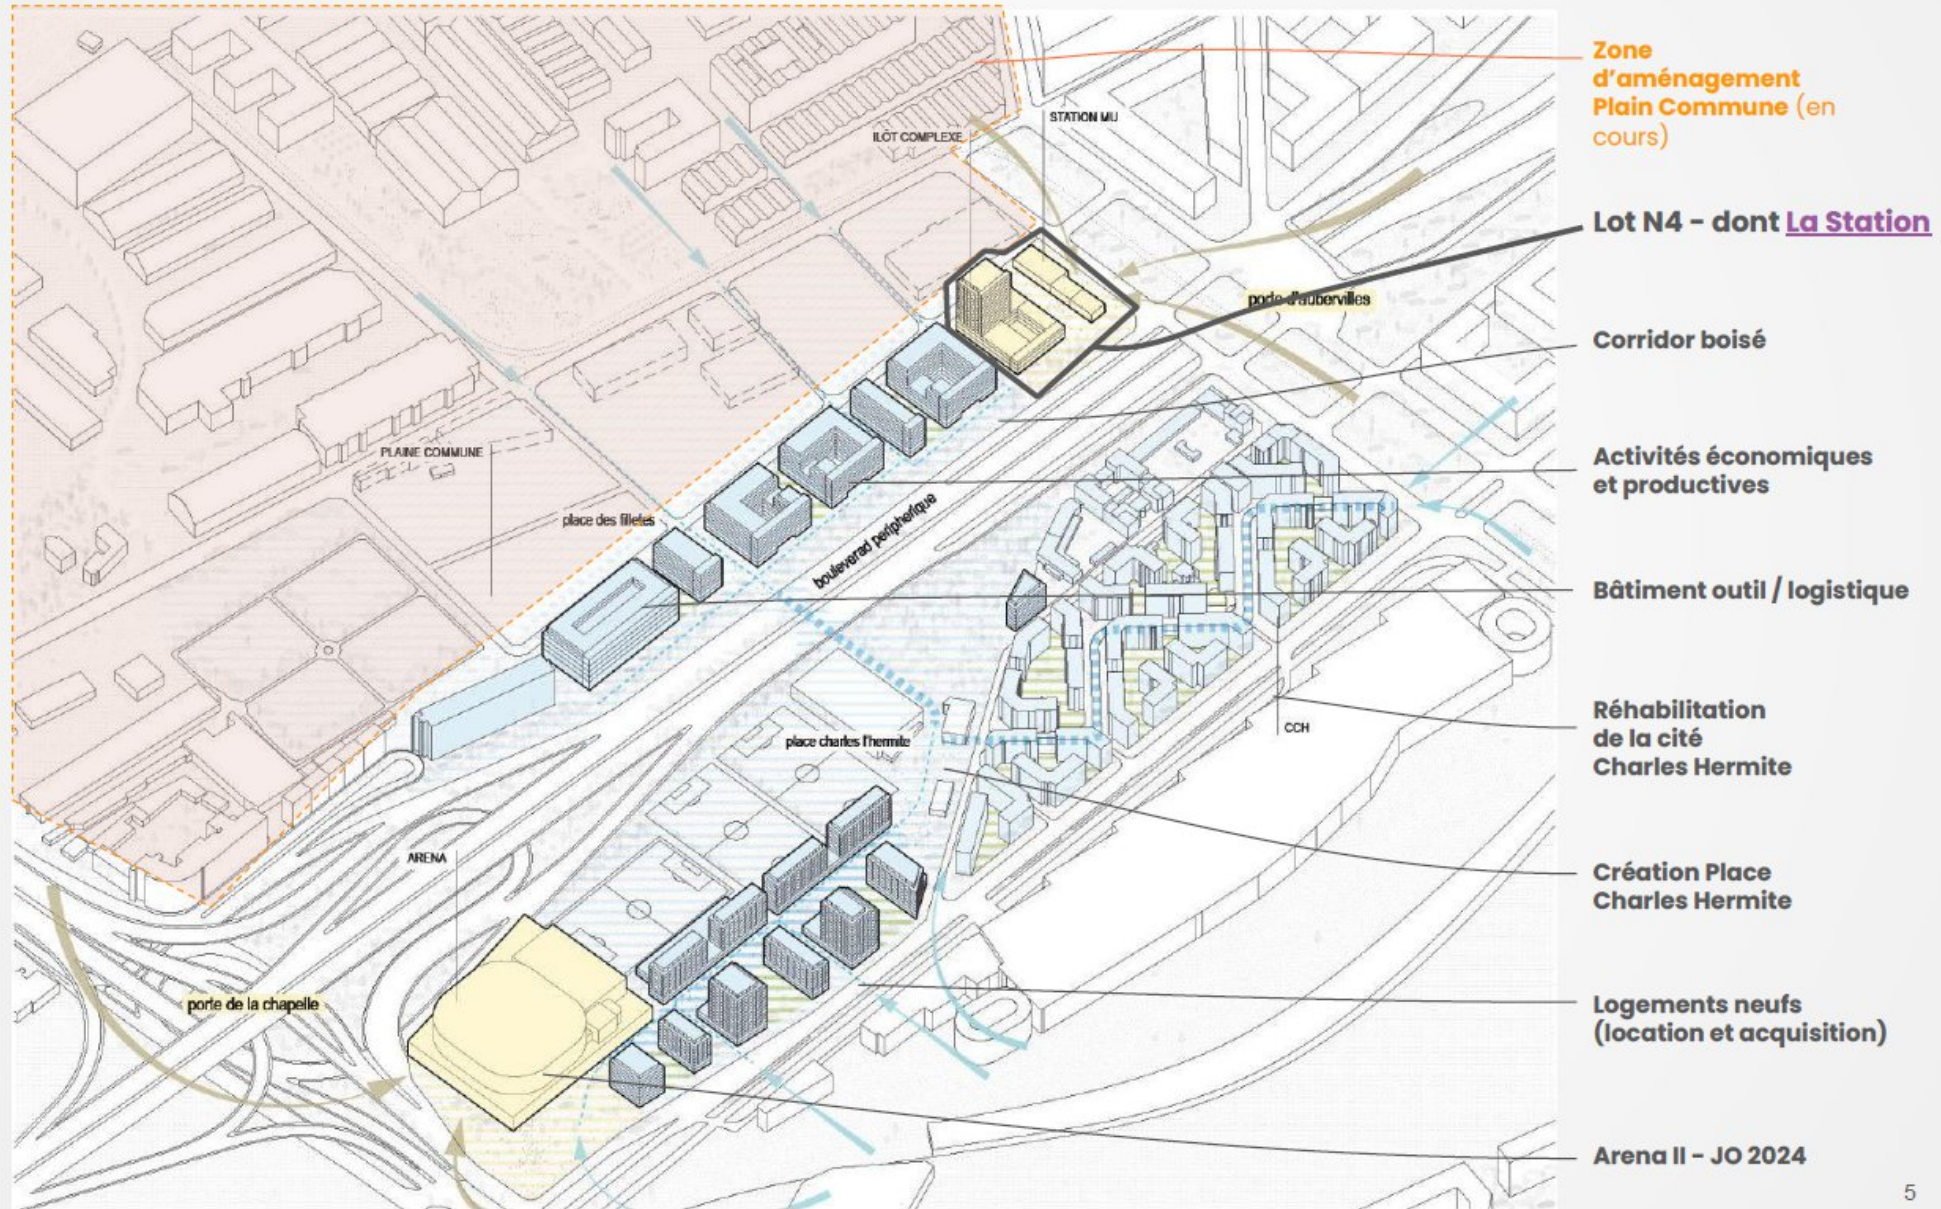 Zone
d'aménagement
Plain Commune (en
cours)
STATION MU
ILÔT COMPLEXE
Lot N4 - dont La Station
porte d'aubervilles
Corridor boisé
Activités économiques
et productives
PLAINE COMMUNE
place des filletes
bouleverad peripherique
Bâtiment outil / logistique
Réhabilitation
de la cité
Charles Hermite
CCH
place charles l'hermite
ARENA
Création Place
Charles Hermite
porte de la chapelle
Logements neufs
(location et acquisition)
Arena II - JO 2024
5